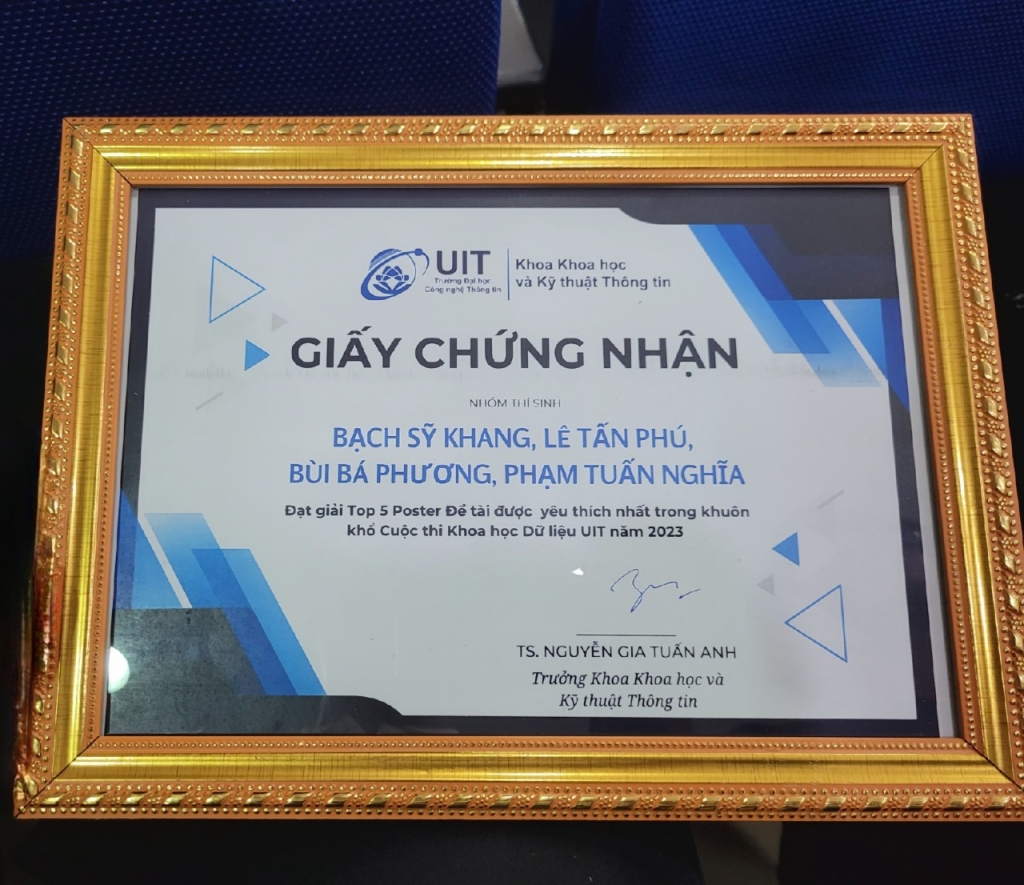 UIT
Trường Đại học
Công nghệ Thông tin
Khoa Khoa học
và Kỹ thuật Thông tin
GIẤY CHỨNG NHẬN
NHÓM THÍ SINH
BẠCH SỸ KHANG, LÊ TẤN PHÚ,
BÙI BÁ PHƯƠNG, PHẠM TUẤN NGHĨA
Đạt giải Top 5 Poster Đề tài được yêu thích nhất trong khuôn
khổ Cuộc thi Khoa học Dữ liệu UIT năm 2023
TS. NGUYỄN GIA TUẤN ANH
Trưởng Khoa Khoa học và
Kỹ thuật Thông tin